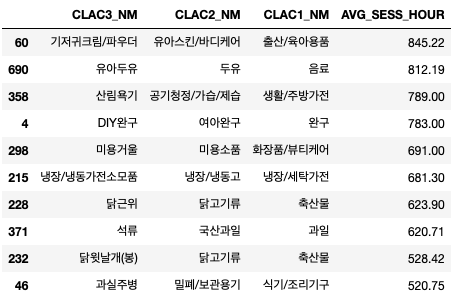 CLAC3_NM CLAC2_NM CLAC1_NM AVG_SESS_HOUR
60 기저귀크림/파우더 유아스킨/바디케어 출산/육아용품 845.22
690 유아두유 두유 음료 812.19
358 산림욕기 공기청정/가습/제습 생활/주방가전 789.00
4 DIY완구 여아완구 완구 783.00
298 미용거울 미용소품 화장품/뷰티케어 691.00
215 냉장/냉동가전소모품 냉장/냉동고 냉장/세탁가전 681.30
228 닭근위 닭고기류 축산물 623.90
371 석류 국산과일 과일 620.71
232 닭윗날개(봉) 닭고기류 축산물 528.42
46 과실주병 밀폐/보관용기 식기/조리기구 520.75